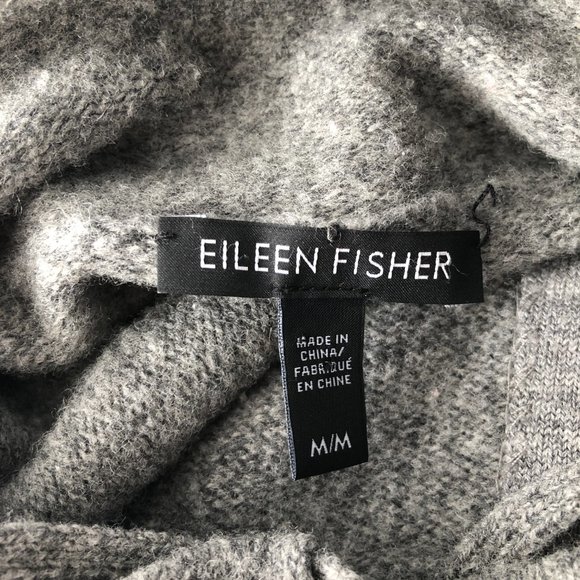 EILEEN FISHER
MADE IN
CHINA/
FABRIQUÉ
EN CHINE
M/M